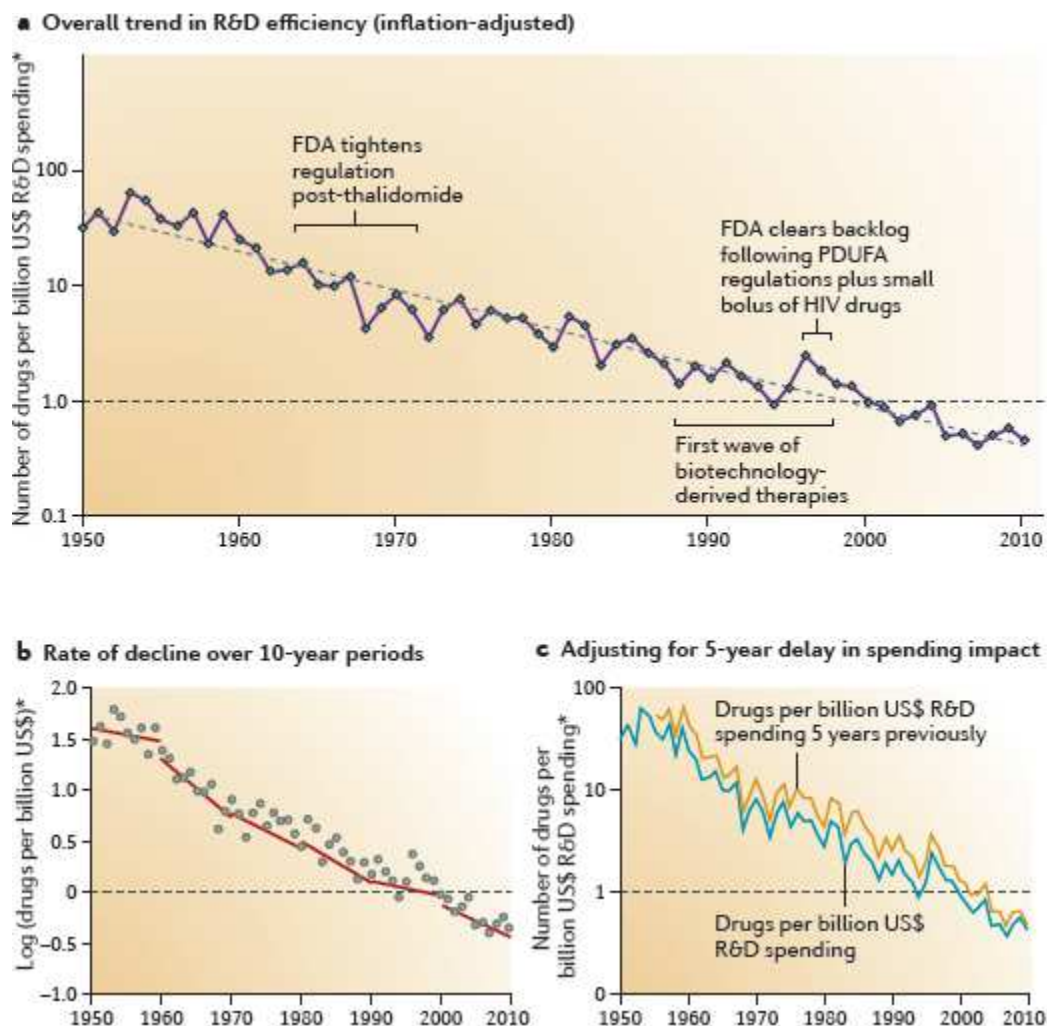 a Overall trend in R&D efficiency (inflation-adjusted)
Number of drugs per billion US$ R&D spending*
100
10
1.0
0.1
FDA tightens
regulation
post-thalidomide
FDA clears backlog
following PDUFA
regulations plus small
bolus of HIV drugs
First wave of
biotechnology-
derived therapies
1950 1960 1970 1980 1990 2000 2010
b Rate of decline over 10-year periods
Log (drugs per billion US$)*
2.0
1.5
1.0
0.5
0
–0.5
–1.0
1950 1960 1970 1980 1990 2000 2010
c Adjusting for 5-year delay in spending impact
Number of drugs per
billion US$ R&D spending*
100
10
1
0
Drugs per billion US$ R&D
spending 5 years previously
Drugs per billion US$
R&D spending
1950 1960 1970 1980 1990 2000 2010